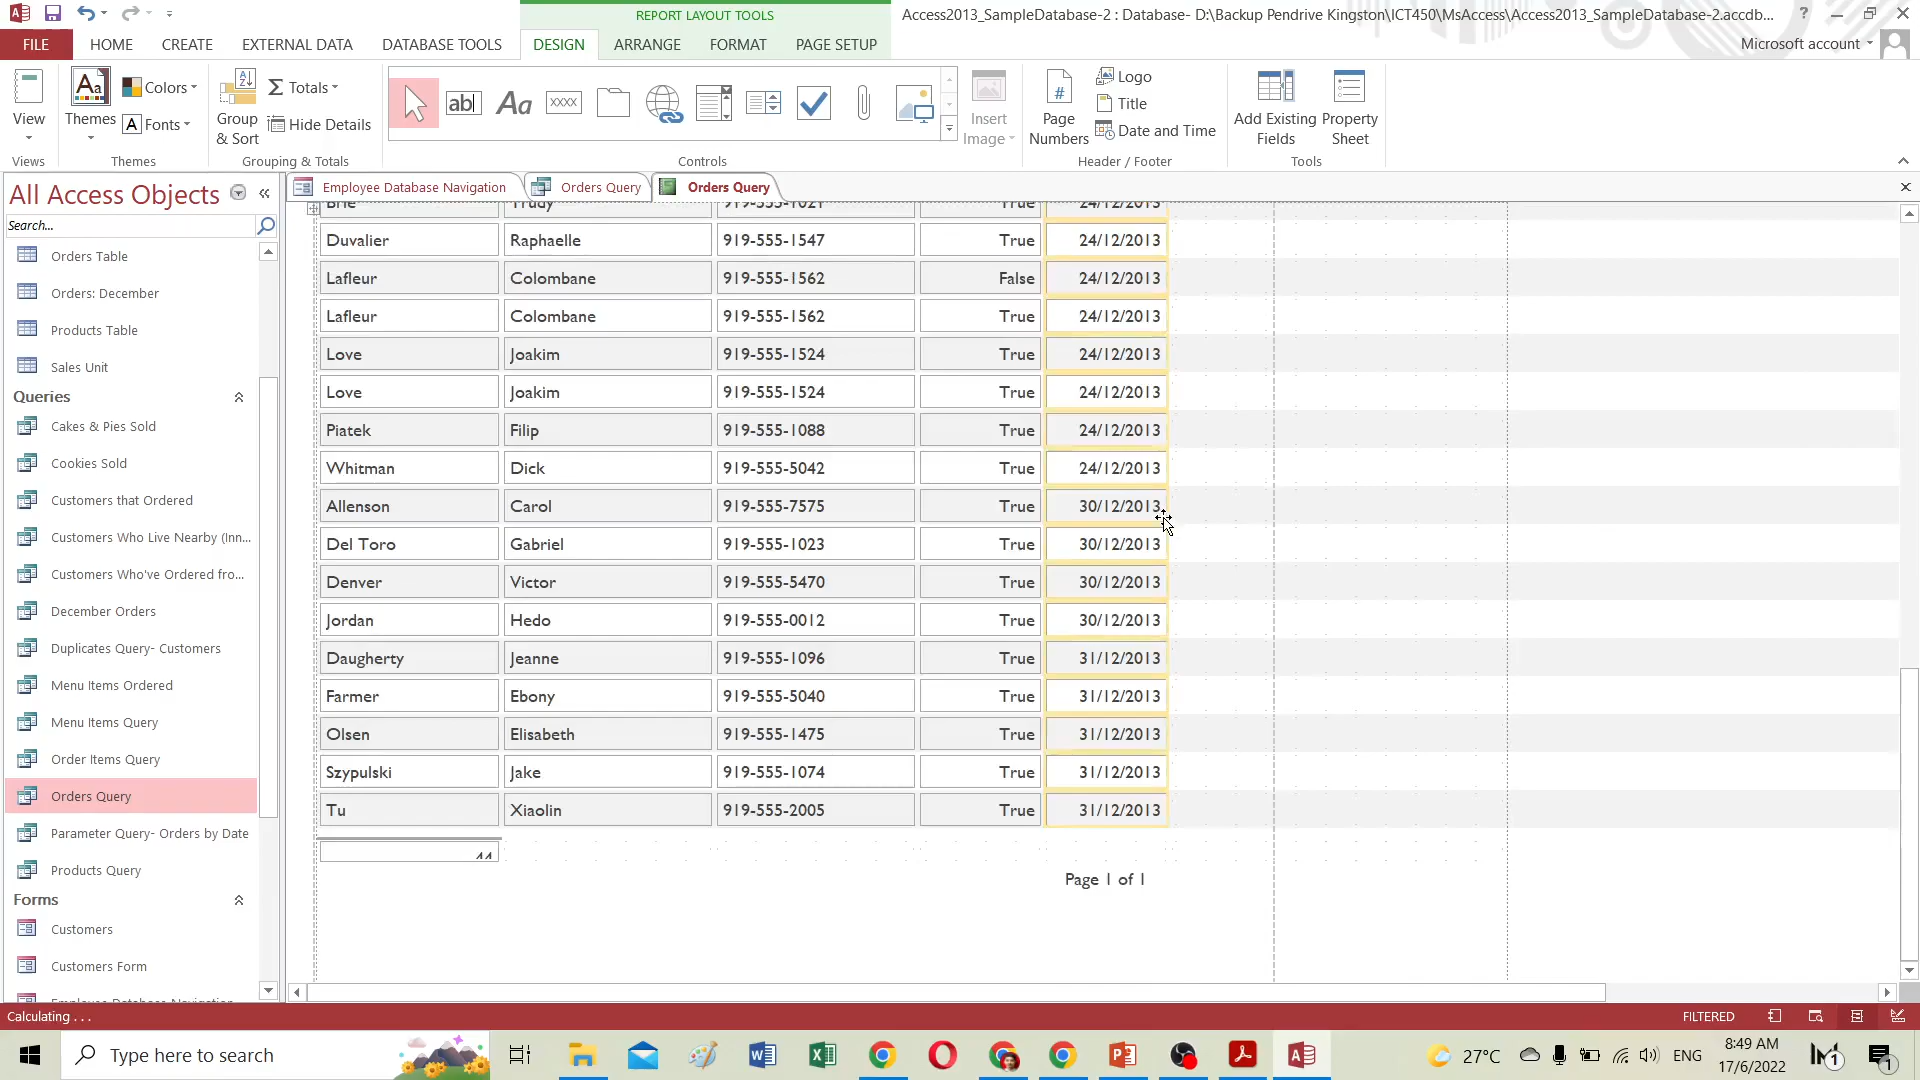 REPORT LAYOUT TOOLS
Access2013_SampleDatabase-2 : Database- D:\Backup Pendrive Kingston\ICT450\MsAccess\Access2013_SampleDatabase-2.accdb...
?
FILE
HOME
CREATE
EXTERNAL DATA
DATABASE TOOLS
DESIGN
ARRANGE
FORMAT
PAGE SETUP
Microsoft account
View
Themes
Colors
Fonts
Group
& Sort
Totals
Hide Details
Insert
Image
Page
Numbers
Logo
Title
Date and Time
Add Existing
Fields
Property
Sheet
Views
Themes
Grouping & Totals
Controls
Header / Footer
Tools
All Access Objects
Search...
Employee Database Navigation
Orders Query
Orders Query
Orders Table
Orders: December
Products Table
Sales Unit
Queries
Cakes & Pies Sold
Cookies Sold
Customers that Ordered
Customers Who Live Nearby (Inn...
Customers Who've Ordered fro...
December Orders
Duplicates Query- Customers
Menu Items Ordered
Menu Items Query
Order Items Query
Orders Query
Parameter Query- Orders by Date
Products Query
Forms
Customers
Customers Form
Employee Database Navigation
Brie Trudy 919-555-1021 True 24/12/2013
Duvalier Raphaelle 919-555-1547 True 24/12/2013
Lafleur Colombane 919-555-1562 False 24/12/2013
Lafleur Colombane 919-555-1562 True 24/12/2013
Love Joakim 919-555-1524 True 24/12/2013
Love Joakim 919-555-1524 True 24/12/2013
Piatek Filip 919-555-1088 True 24/12/2013
Whitman Dick 919-555-5042 True 24/12/2013
Allenson Carol 919-555-7575 True 30/12/2013
Del Toro Gabriel 919-555-1023 True 30/12/2013
Denver Victor 919-555-5470 True 30/12/2013
Jordan Hedo 919-555-0012 True 30/12/2013
Daugherty Jeanne 919-555-1096 True 31/12/2013
Farmer Ebony 919-555-5040 True 31/12/2013
Olsen Elisabeth 919-555-1475 True 31/12/2013
Szypulski Jake 919-555-1074 True 31/12/2013
Tu Xiaolin 919-555-2005 True 31/12/2013
44
Page 1 of 1
Calculating . . .
FILTERED
Type here to search
27°C
ENG
8:49 AM
17/6/2022
1
1